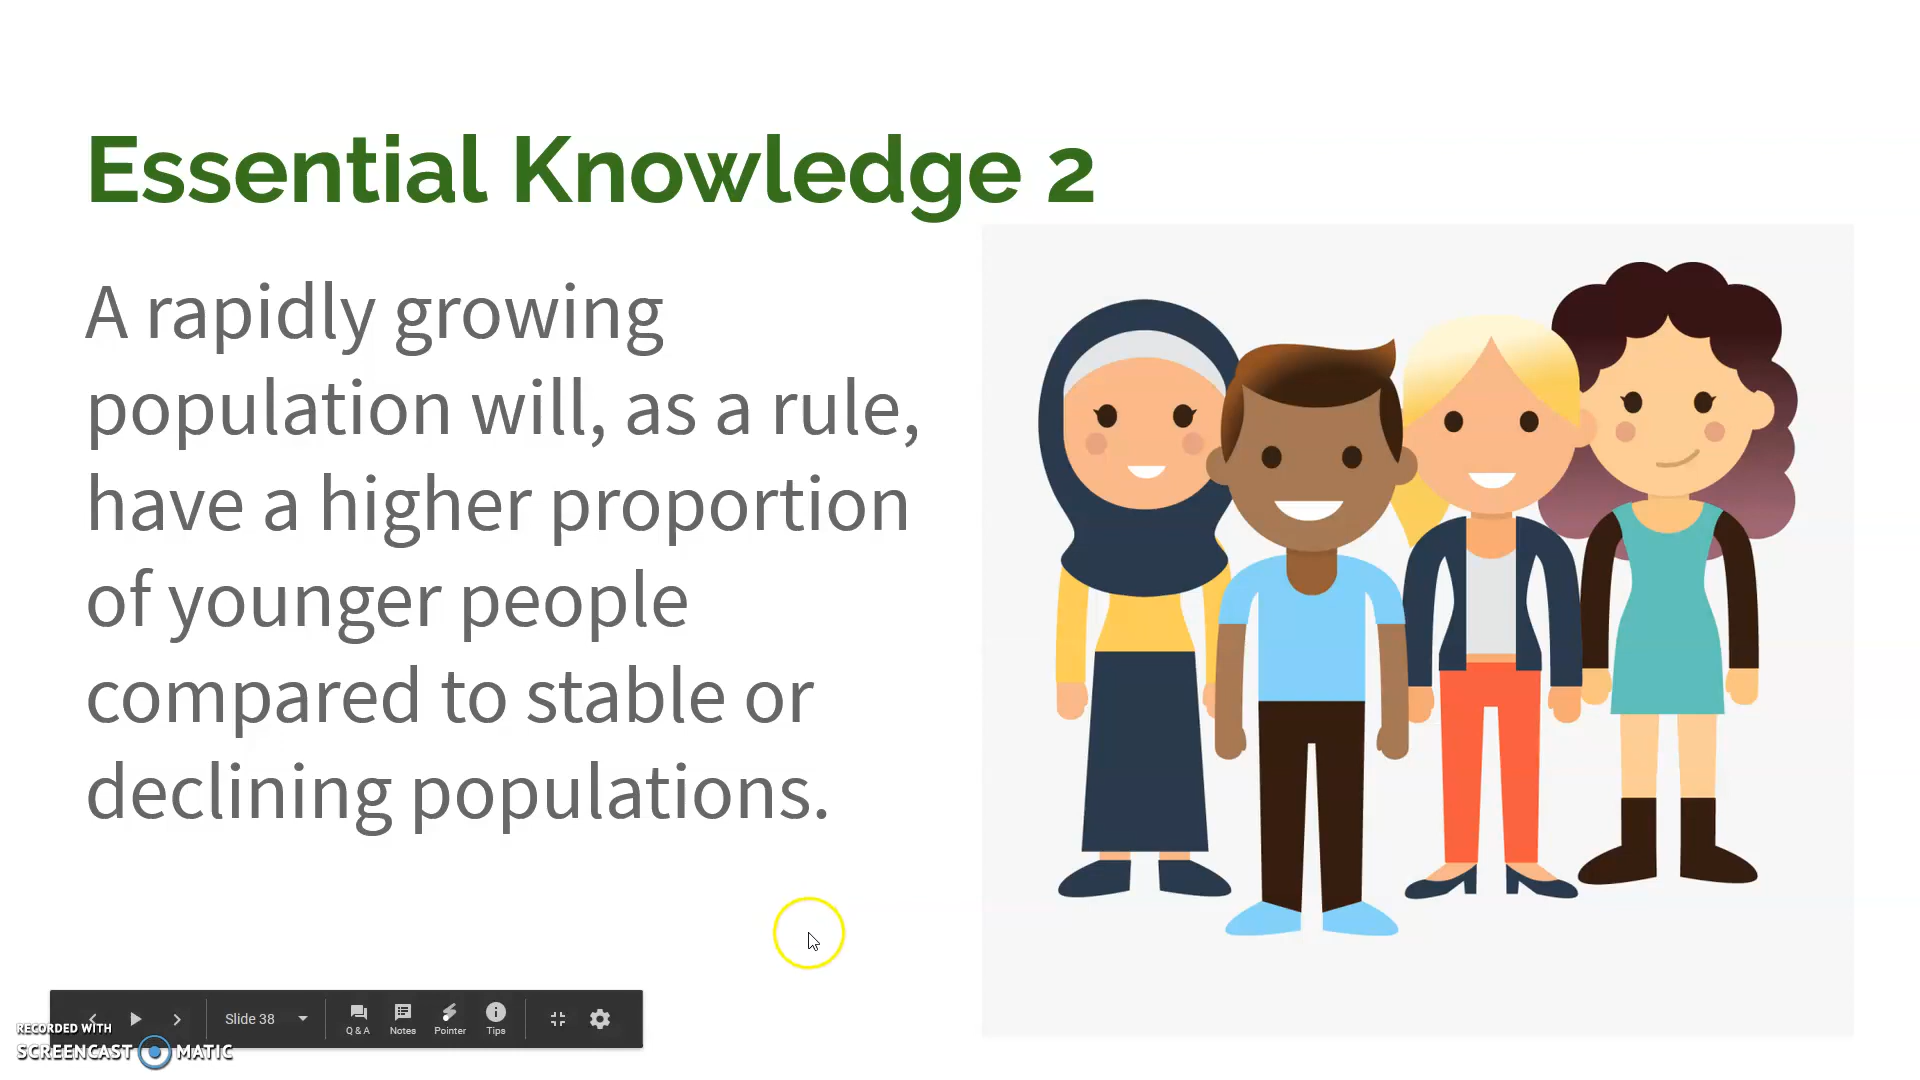 Essential Knowledge 2
A rapidly growing
population will, as a rule,
have a higher proportion
of younger people
compared to stable or
declining populations.
Slide 38
Q & A Notes Pointer Tips
RECORDED WITH
SCREENCAST MATIC